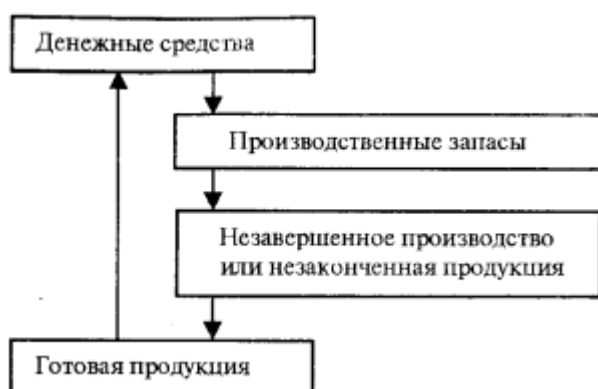 Денежные средства
Производственные запасы
Незавершенное производство
или незаконченная продукция
Готовая продукция